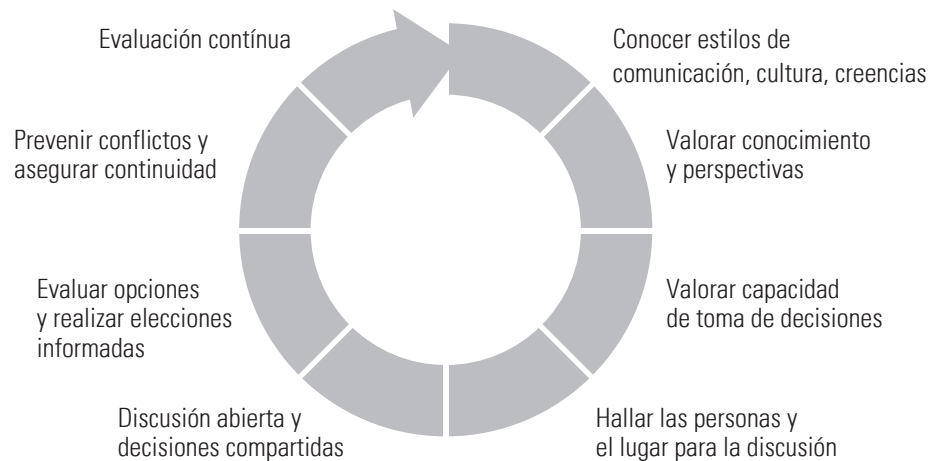 Evaluación contínua
Conocer estilos de
comunicación, cultura, creencias
Prevenir conflictos y
asegurar continuidad
Valorar conocimiento
y perspectivas
Evaluar opciones
y realizar elecciones
informadas
Valorar capacidad
de toma de decisiones
Discusión abierta y
decisiones compartidas
Hallar las personas y
el lugar para la discusión